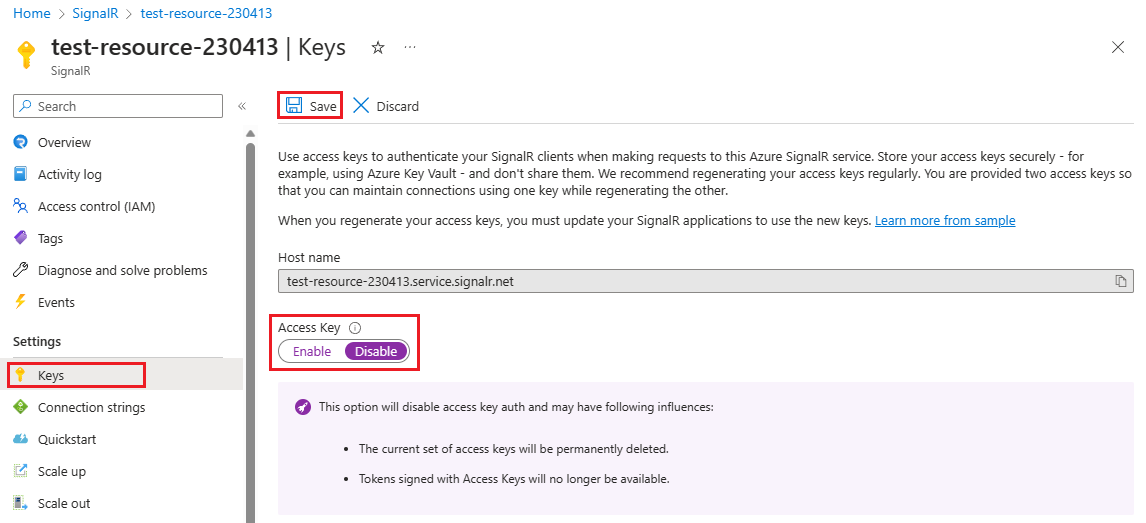 Home > SignalR > test-resource-230413
test-resource-230413 | Keys
SignalR
Search
Overview
Activity log
Access control (IAM)
Tags
Diagnose and solve problems
Events
Settings
Keys
Connection strings
Quickstart
Scale up
Scale out
Save Discard
Use access keys to authenticate your SignalR clients when making requests to this Azure SignalR service. Store your access keys securely - for
example, using Azure Key Vault - and don't share them. We recommend regenerating your access keys regularly. You are provided two access keys so
that you can maintain connections using one key while regenerating the other.
When you regenerate your access keys, you must update your SignalR applications to use the new keys. Learn more from sample
Host name
test-resource-230413.service.signalr.net
Access Key
Enable Disable
This option will disable access key auth and may have following influences:
• The current set of access keys will be permanently deleted.
• Tokens signed with Access Keys will no longer be available.